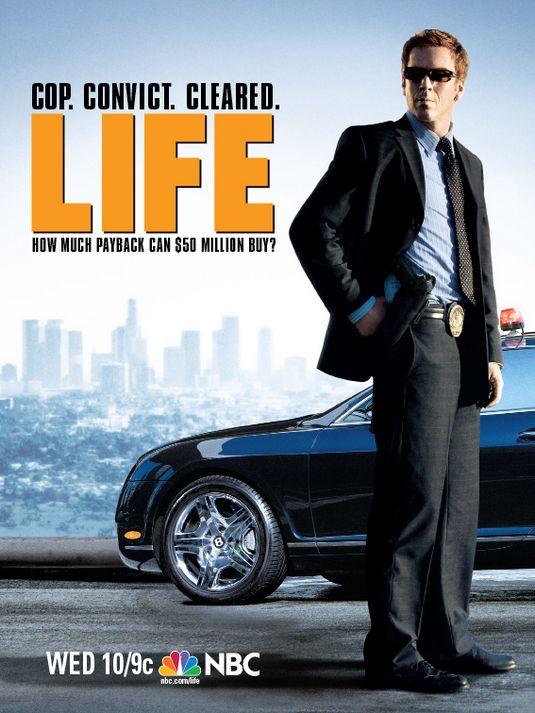 COP. CONVICT. CLEARED.
LIFE
HOW MUCH PAYBACK CAN $50 MILLION BUY?
WED 10/9c NBC
nbc.com/life